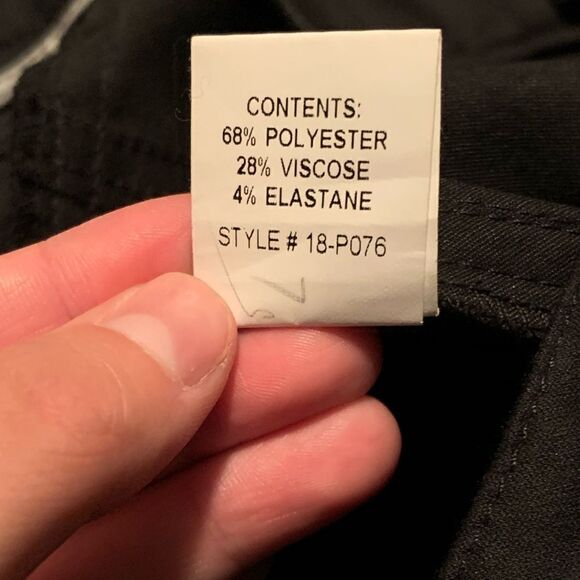 CONTENTS:
68% POLYESTER
28% VISCOSE
4% ELASTANE
STYLE # 18-P076